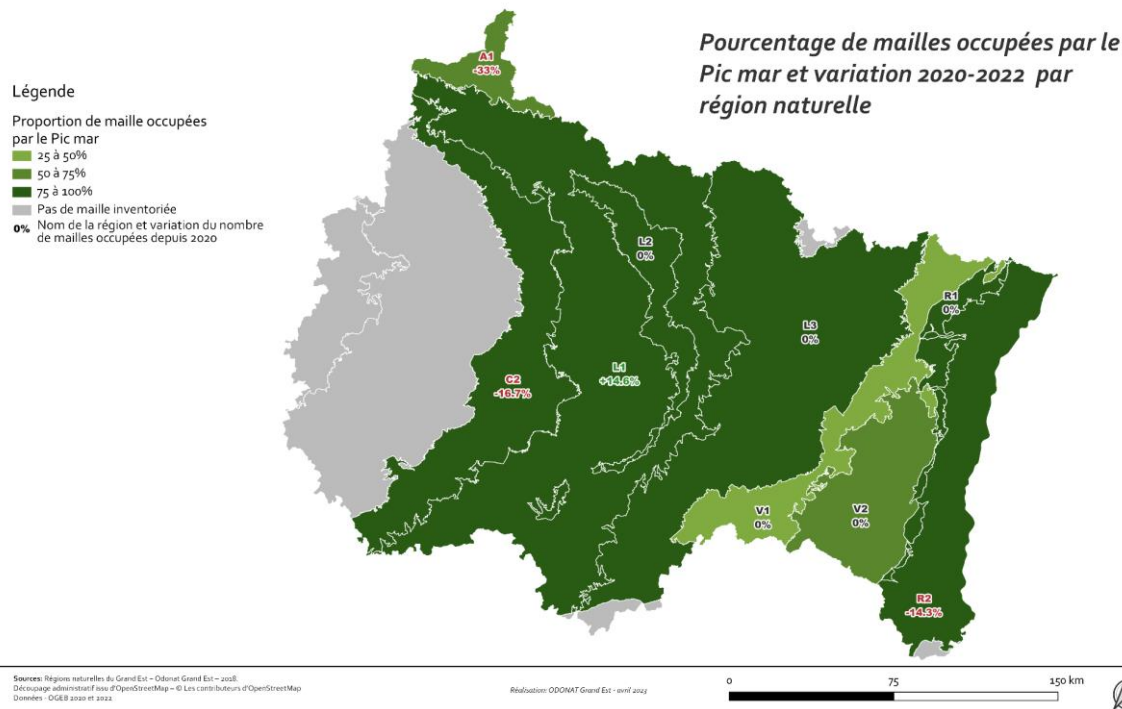 Pourcentage de mailles occupées par le
Pic mar et variation 2020-2022 par
région naturelle
Légende
Proportion de maille occupées
par le Pic mar
25 à 50%
50 à 75%
75 à 100%
Pas de maille inventoriée
0% Nom de la région et variation du nombre
de mailles occupées depuis 2020
A1
-33%
L2
0%
R1
0%
L3
0%
L1
+14.6%
C2
-16.7%
V1
0%
V2
0%
R2
-14.3%
Sources: Régions naturelles du Grand Est – Odonat Grand Est – 2018.
Découpage administratif issu d'OpenStreetMap – © Les contributeurs d'OpenStreetMap
Données - OGEB 2020 et 2022
Réalisation: ODONAT Grand Est - avril 2023
0 75 150 km